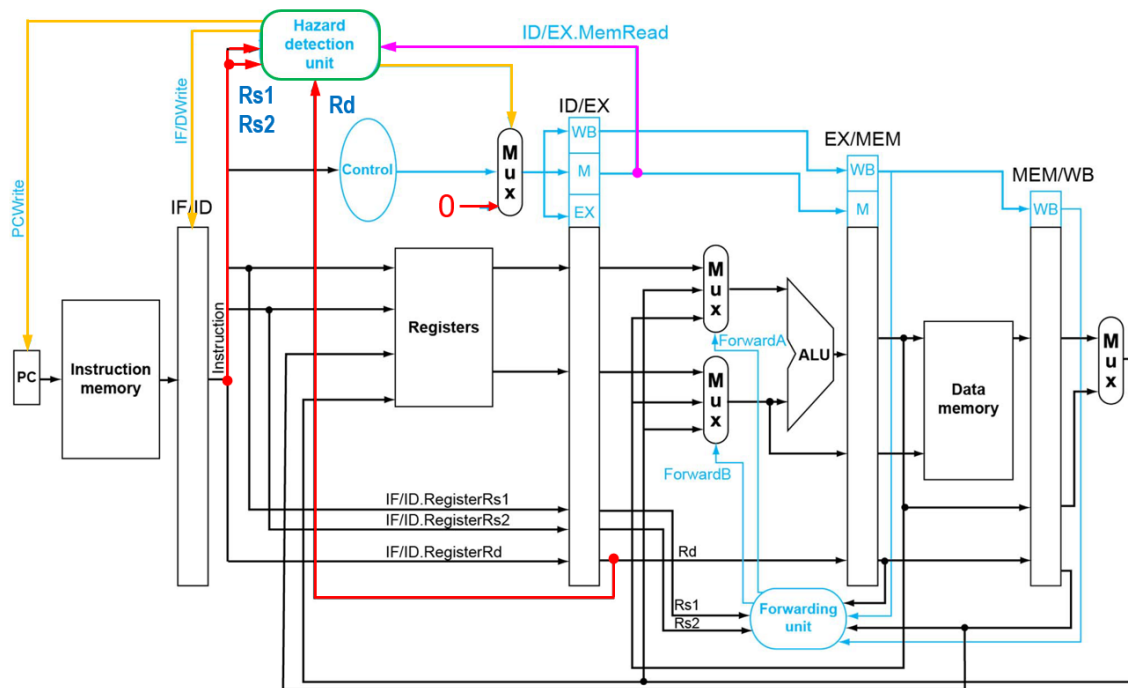 Hazard
detection
unit
ID/EX.MemRead
Rs1
Rs2
Rd
ID/EX
IF/DWrite
PCWrite
Control
Mux
WB
M
EX
0
EX/MEM
WB
M
MEM/WB
WB
IF/ID
PC
Instruction
memory
Instruction
Registers
Mux
ForwardA
ALU
Mux
ForwardB
Data
memory
Mux
IF/ID.RegisterRs1
IF/ID.RegisterRs2
IF/ID.RegisterRd
Rd
Rs1
Rs2
Forwarding
unit